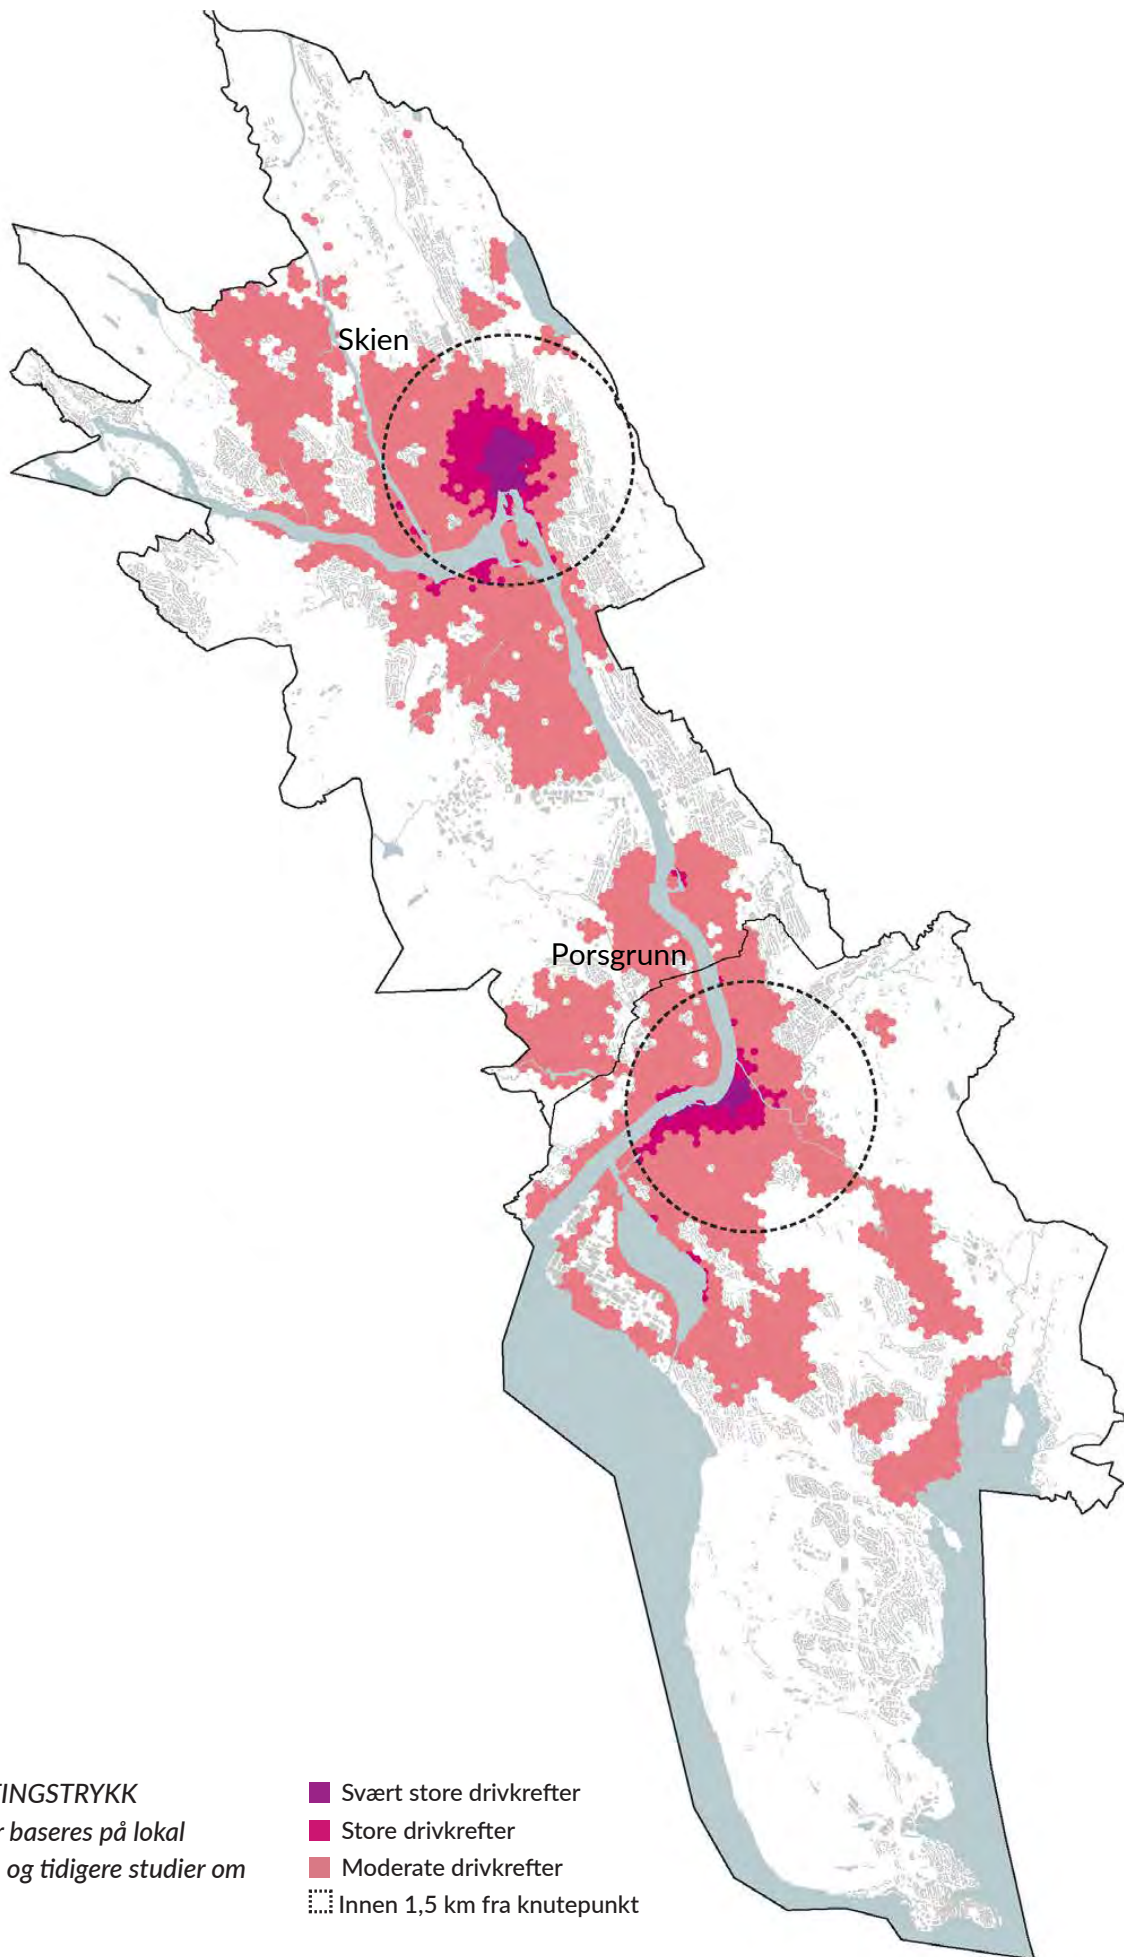 Skien
Porsgrunn
INGSTRYKK
baseres på lokal
og tidigere studier om
Svært store drivkrefter
Store drivkrefter
Moderate drivkrefter
Innen 1,5 km fra knutepunkt